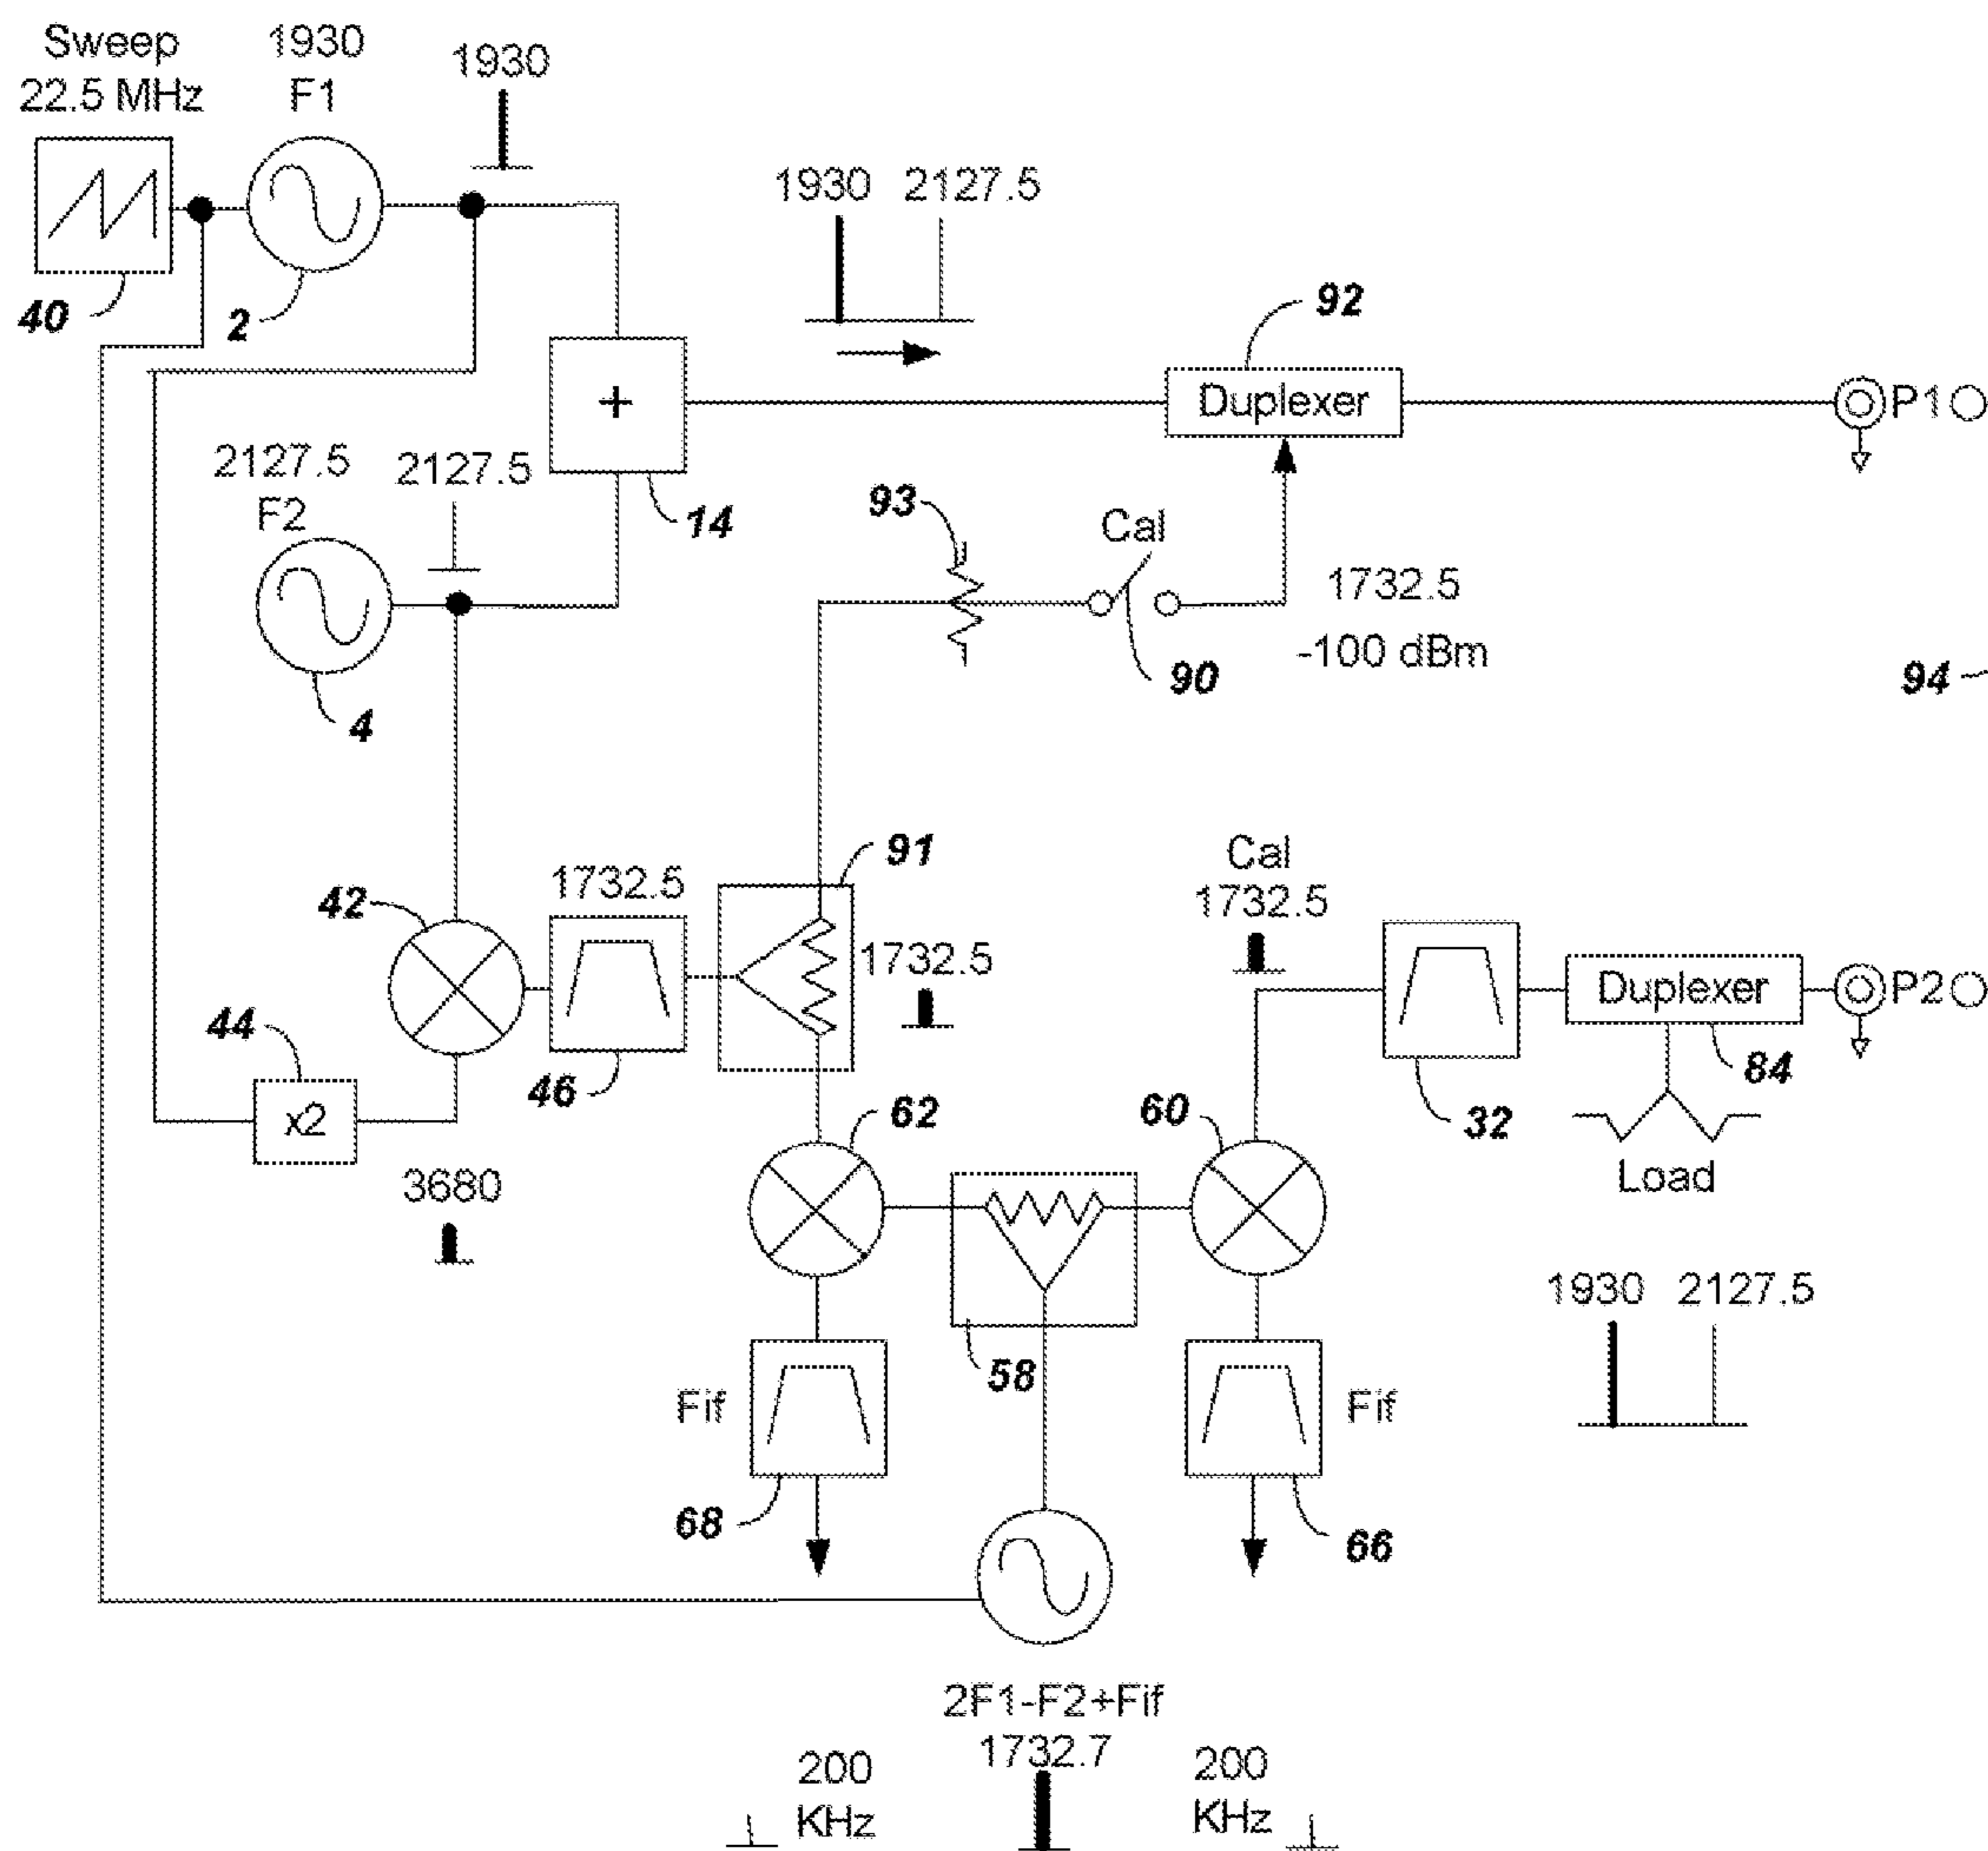 Sweep
22.5 MHz
1930
F1
1930
40
2
1930 2127.5
92
Duplexer
P1
+
14
2127.5
F2
2127.5
4
93
Cal
90
1732.5
-100 dBm
94
91
42
1732.5
46
1732.5
44
x2
3680
Cal
1732.5
32
Duplexer
P2
84
Load
62
60
58
1930 2127.5
Fif
68
Fif
66
2F1-F2+Fif
1732.7
200
KHz
200
KHz